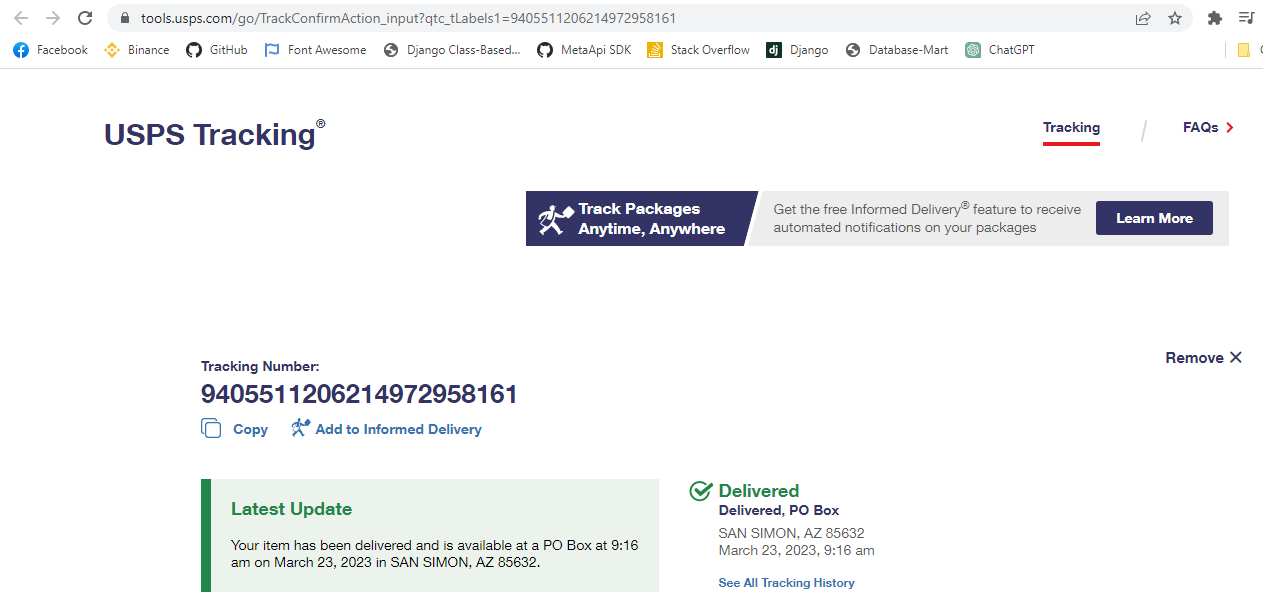 tools.usps.com/go/TrackConfirmAction_input?qtc_tLabels1=9405511206214972958161
Facebook Binance GitHub Font Awesome Django Class-Based... MetaApi SDK Stack Overflow dj Django Database-Mart ChatGPT
USPS Tracking®
Tracking FAQs
Track Packages
Anytime, Anywhere
Get the free Informed Delivery® feature to receive
automated notifications on your packages
Learn More
Remove
Tracking Number:
9405511206214972958161
Copy Add to Informed Delivery
Latest Update
Your item has been delivered and is available at a PO Box at 9:16
am on March 23, 2023 in SAN SIMON, AZ 85632.
Delivered
Delivered, PO Box
SAN SIMON, AZ 85632
March 23, 2023, 9:16 am
See All Tracking History